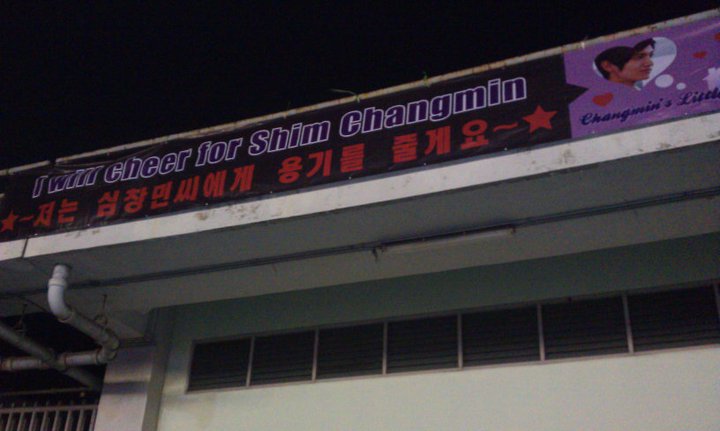 I will Cheer for Shim Changmin
~저는 심창민씨에게 용기를 줄게요~
Changmin's Little